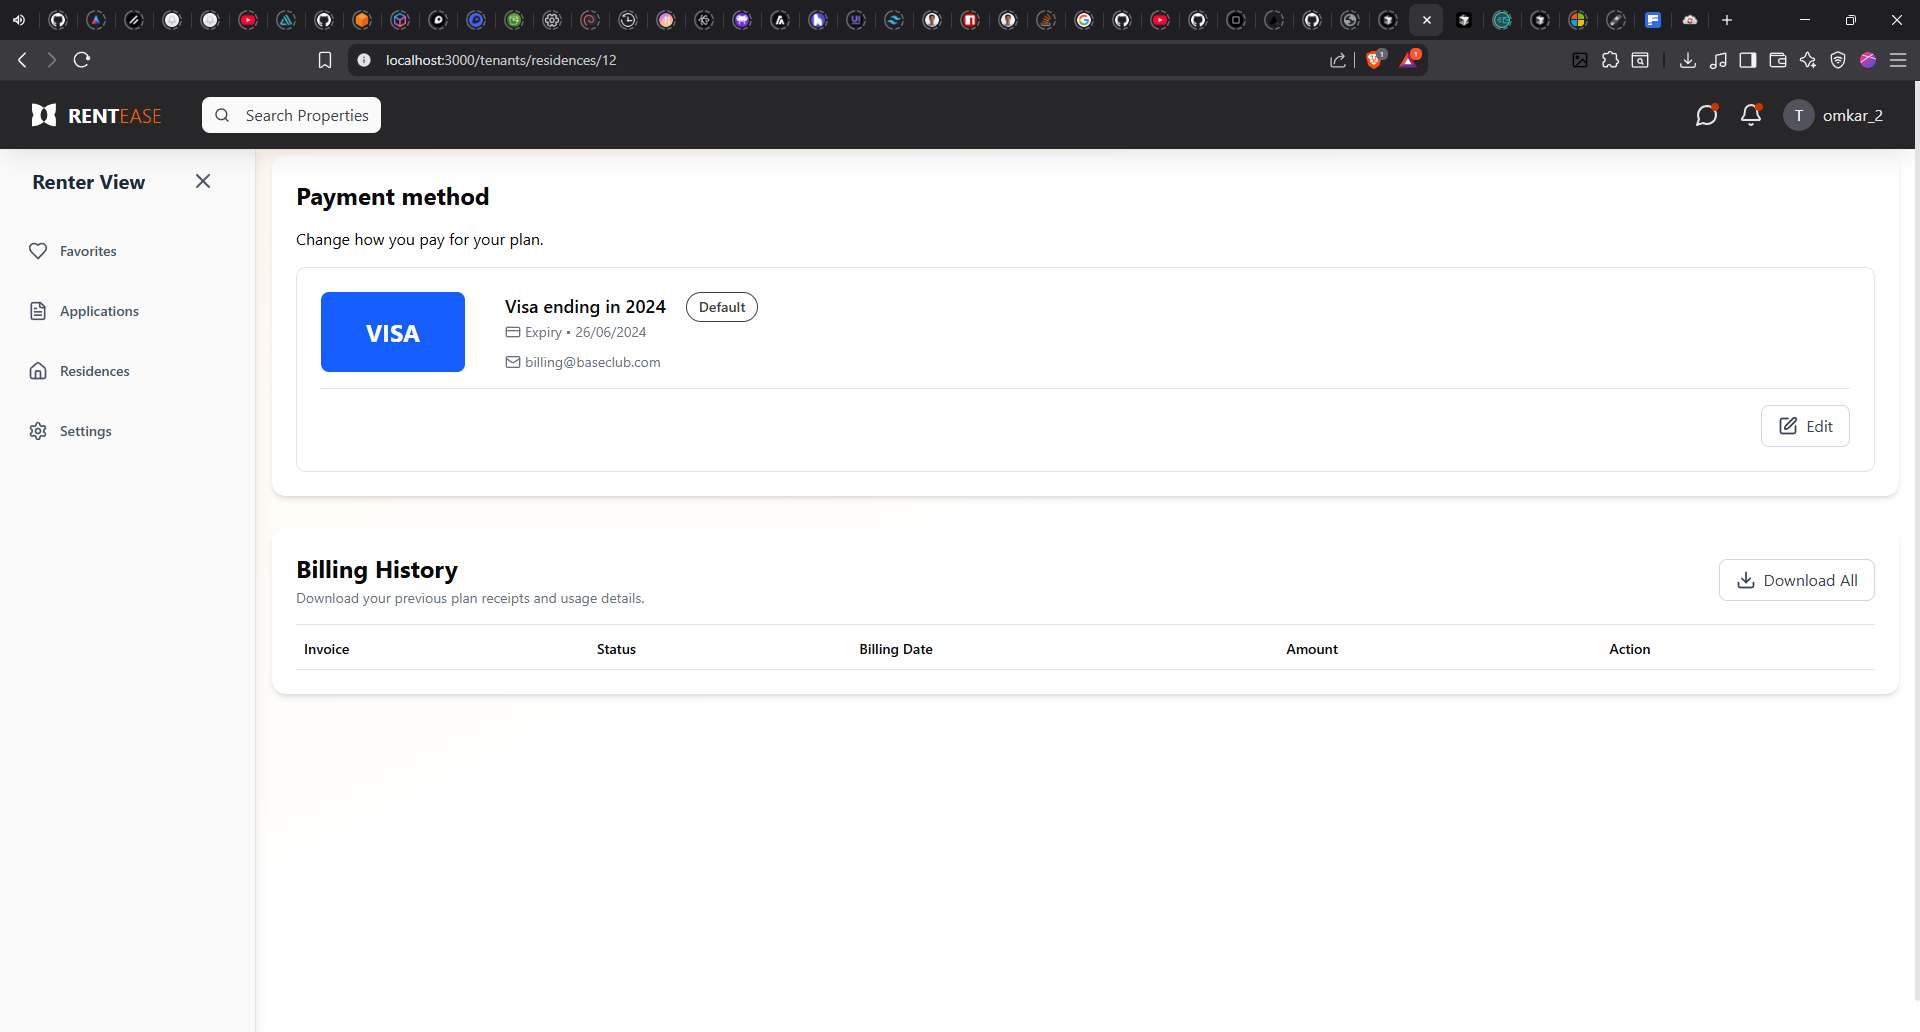 localhost:3000/tenants/residences/12
1
1
RENTEASE
Search Properties
T
omkar_2
Renter View
Favorites
Applications
Residences
Settings
Payment method
Change how you pay for your plan.
VISA
Visa ending in 2024
Default
Expiry • 26/06/2024
billing@baseclub.com
Edit
Billing History
Download your previous plan receipts and usage details.
Download All
Invoice Status Billing Date Amount Action